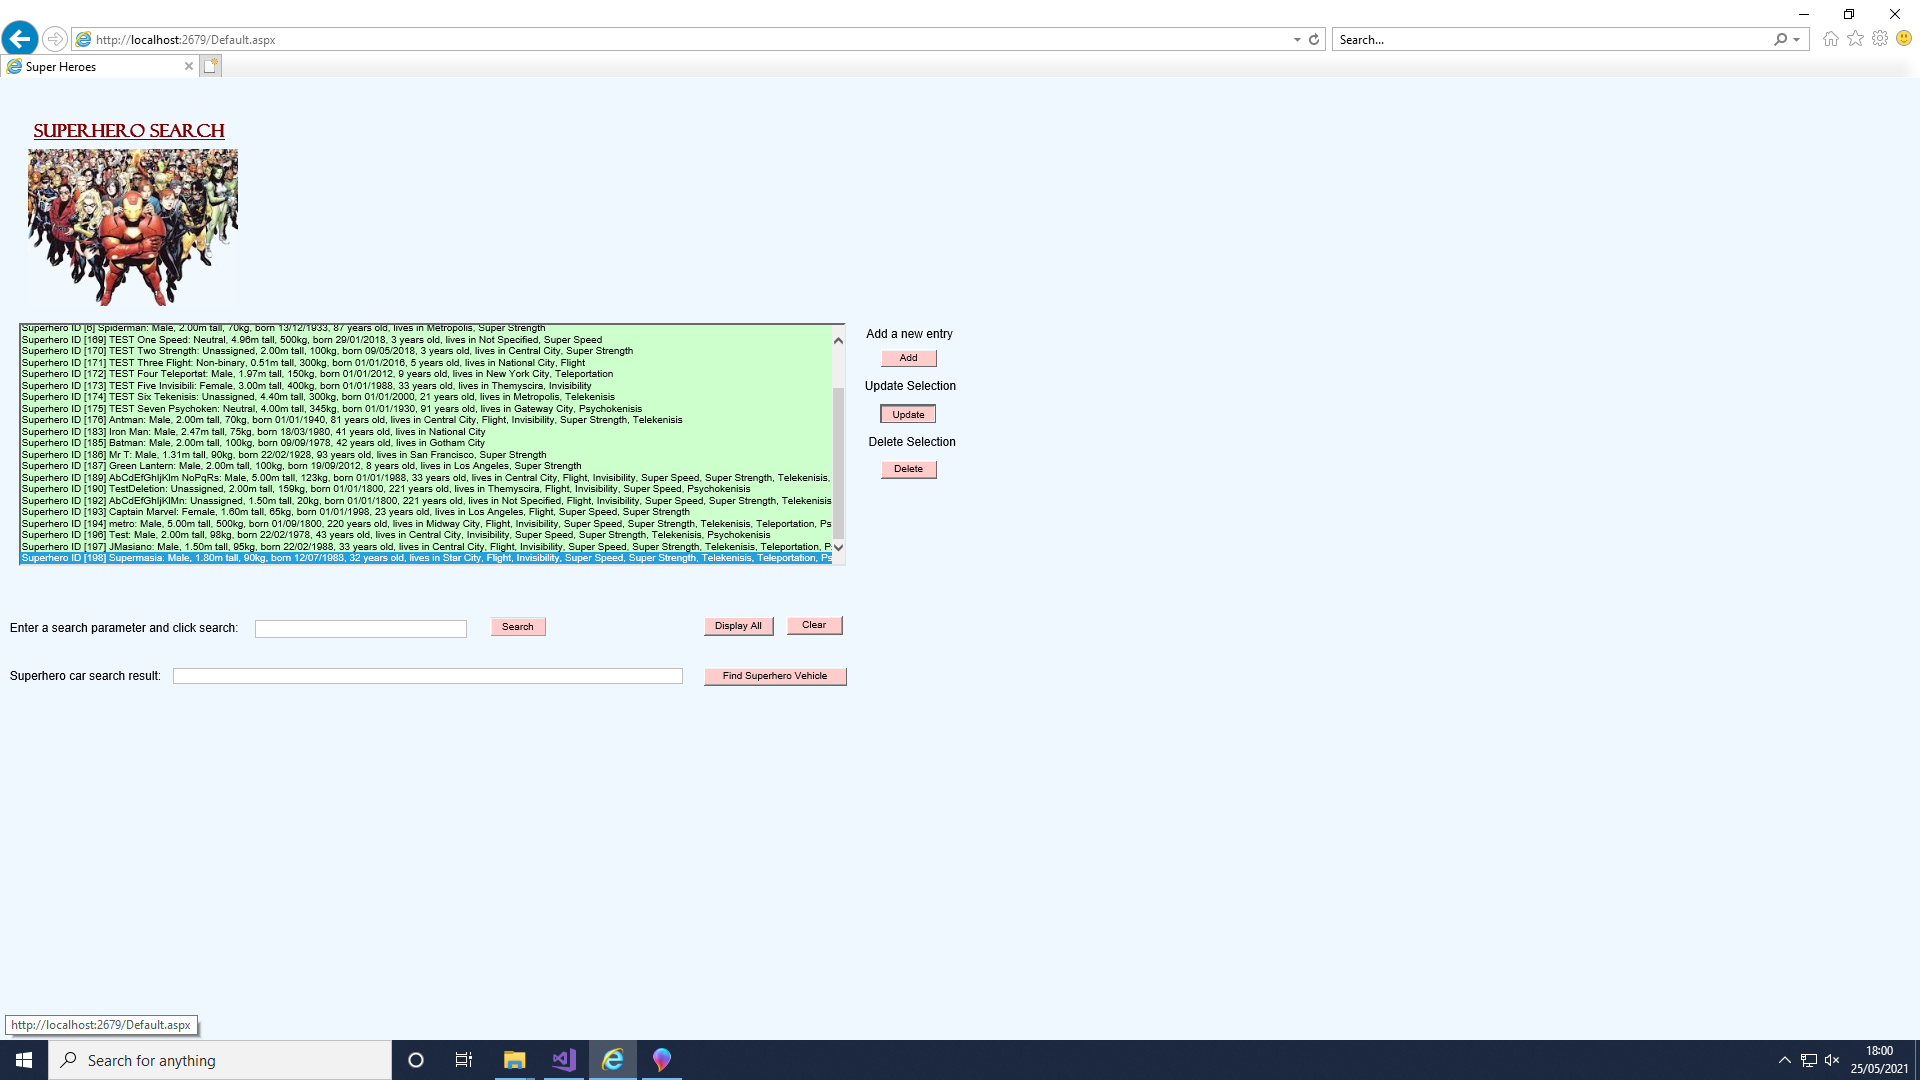 http://localhost:2679/Default.aspx
Search...
Super Heroes
SUPERHERO SEARCH
Superhero ID [6] Spiderman: Male, 2.00m tall, 70kg, born 13/12/1933, 87 years old, lives in Metropolis, Super Strength
Superhero ID [169] TEST One Speed: Neutral, 4.96m tall, 500kg, born 29/01/2018, 3 years old, lives in Not Specified, Super Speed
Superhero ID [170] TEST Two Strength: Unassigned, 2.00m tall, 100kg, born 09/05/2018, 3 years old, lives in Central City, Super Strength
Superhero ID [171] TEST Three Flight: Non-binary, 0.51m tall, 300kg, born 01/01/2016, 5 years old, lives in National City, Flight
Superhero ID [172] TEST Four Teleportat: Male, 1.97m tall, 150kg, born 01/01/2012, 9 years old, lives in New York City, Teleportation
Superhero ID [173] TEST Five Invisibili: Female, 3.00m tall, 400kg, born 01/01/1988, 33 years old, lives in Themyscira, Invisibility
Superhero ID [174] TEST Six Tekenisis: Unassigned, 4.40m tall, 300kg, born 01/01/2000, 21 years old, lives in Metropolis, Telekenisis
Superhero ID [175] TEST Seven Psychoken: Neutral, 4.00m tall, 345kg, born 01/01/1930, 91 years old, lives in Gateway City, Psychokenisis
Superhero ID [176] Antman: Male, 2.00m tall, 70kg, born 01/01/1940, 81 years old, lives in Central City, Flight, Invisibility, Super Strength, Telekenisis
Superhero ID [183] Iron Man: Male, 2.47m tall, 75kg, born 18/03/1980, 41 years old, lives in National City
Superhero ID [185] Batman: Male, 2.00m tall, 100kg, born 09/09/1978, 42 years old, lives in Gotham City
Superhero ID [186] Mr T: Male, 1.31m tall, 90kg, born 22/02/1928, 93 years old, lives in San Francisco, Super Strength
Superhero ID [187] Green Lantern: Male, 2.00m tall, 100kg, born 19/09/2012, 8 years old, lives in Los Angeles, Super Strength
Superhero ID [189] AbCdEfGhIjKlm NoPqRs: Male, 5.00m tall, 123kg, born 01/01/1988, 33 years old, lives in Central City, Flight, Invisibility, Super Speed, Super Strength, Telekenisis,
Superhero ID [190] TestDeletion: Unassigned, 2.00m tall, 159kg, born 01/01/1800, 221 years old, lives in Themyscira, Flight, Invisibility, Super Speed, Psychokenisis
Superhero ID [192] AbCdEfGhIjKlMn: Unassigned, 1.50m tall, 20kg, born 01/01/1800, 221 years old, lives in Not Specified, Flight, Invisibility, Super Speed, Super Strength, Telekenisis
Superhero ID [193] Captain Marvel: Female, 1.60m tall, 65kg, born 01/01/1998, 23 years old, lives in Los Angeles, Flight, Super Speed, Super Strength
Superhero ID [194] metro: Male, 5.00m tall, 500kg, born 01/09/1800, 220 years old, lives in Midway City, Flight, Invisibility, Super Speed, Super Strength, Telekenisis, Teleportation, Ps
Superhero ID [196] Test: Male, 2.00m tall, 98kg, born 22/02/1978, 43 years old, lives in Central City, Invisibility, Super Speed, Super Strength, Telekenisis, Psychokenisis
Superhero ID [197] JMasiano: Male, 1.50m tall, 95kg, born 22/02/1988, 33 years old, lives in Central City, Flight, Invisibility, Super Speed, Super Strength, Telekenisis, Teleportation, P
Superhero ID [198] Supermasia: Male, 1.80m tall, 90kg, born 12/07/1988, 32 years old, lives in Star City, Flight, Invisibility, Super Speed, Super Strength, Telekenisis, Teleportation, Ps
Add a new entry
Add
Update Selection
Update
Delete Selection
Delete
Enter a search parameter and click search:
Search
Display All
Clear
Superhero car search result:
Find Superhero Vehicle
http://localhost:2679/Default.aspx
Search for anything
18:00
25/05/2021